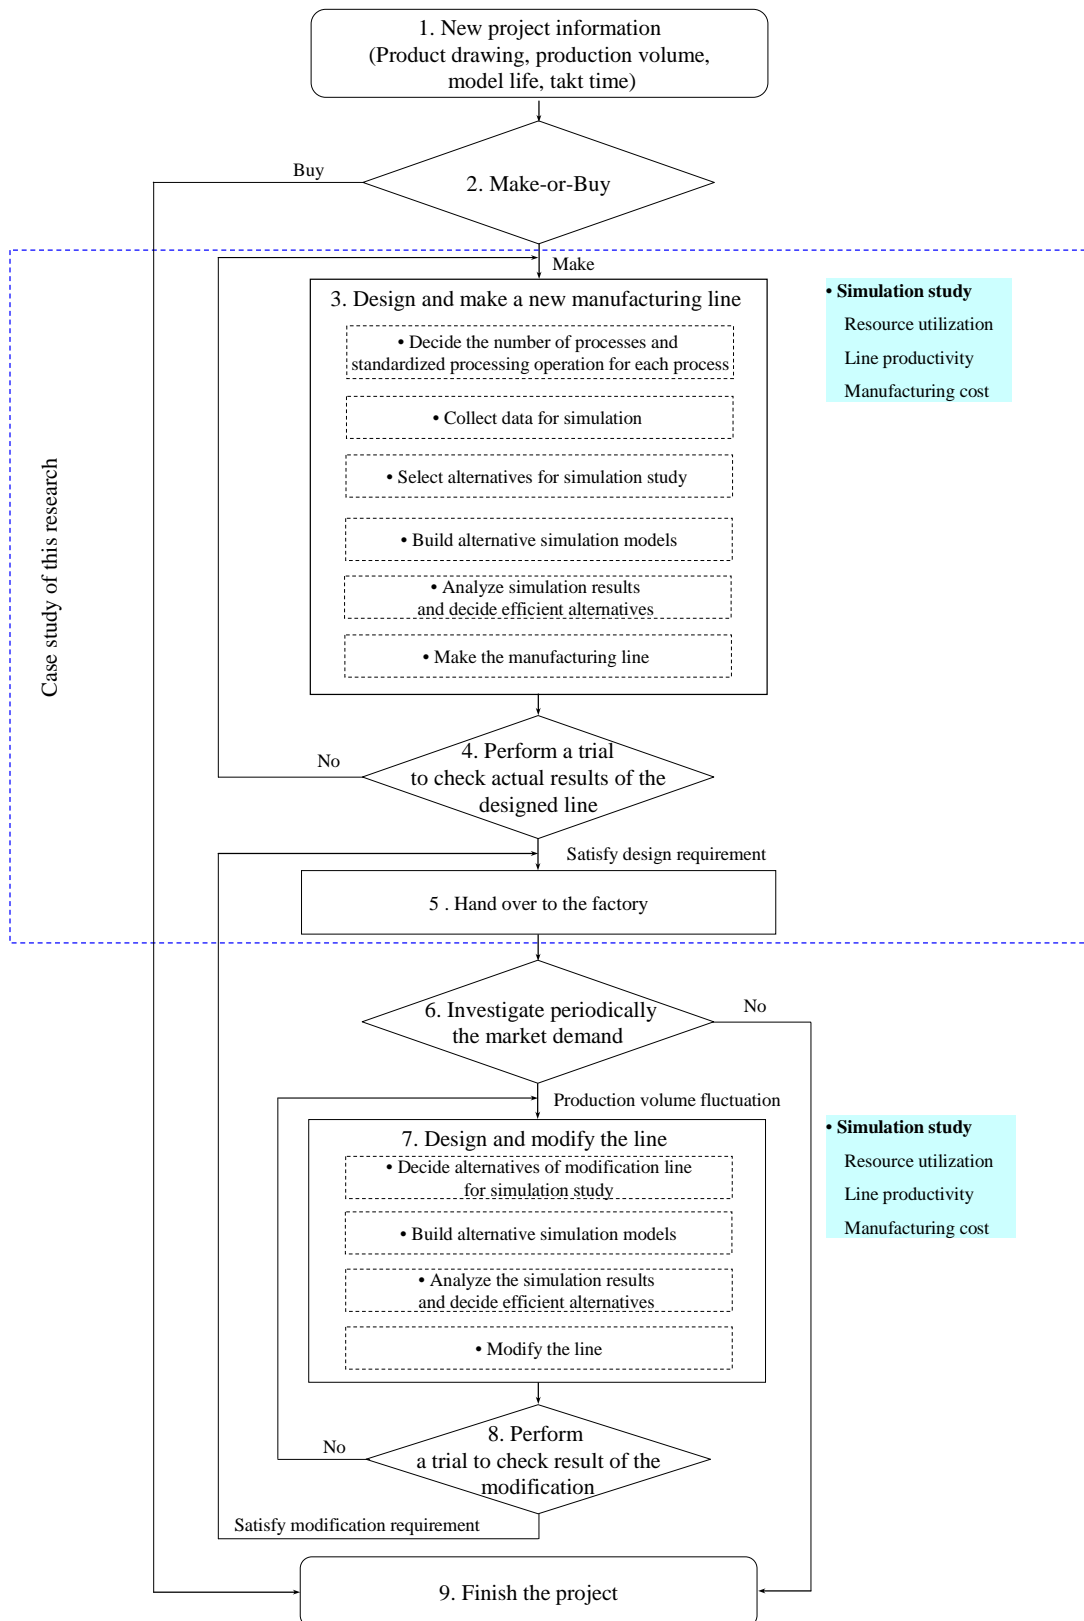 1. New project information
(Product drawing, production volume,
model life, takt time)
Buy
2. Make-or-Buy
Make
3. Design and make a new manufacturing line
• Decide the number of processes and
standardized processing operation for each process
• Collect data for simulation
• Select alternatives for simulation study
• Build alternative simulation models
• Analyze simulation results
and decide efficient alternatives
• Make the manufacturing line
• Simulation study
Resource utilization
Line productivity
Manufacturing cost
Case study of this research
No
4. Perform a trial
to check actual results of the
designed line
Satisfy design requirement
5 . Hand over to the factory
6. Investigate periodically
the market demand
No
Production volume fluctuation
7. Design and modify the line
• Decide alternatives of modification line
for simulation study
• Build alternative simulation models
• Analyze the simulation results
and decide efficient alternatives
• Modify the line
• Simulation study
Resource utilization
Line productivity
Manufacturing cost
No
8. Perform
a trial to check result of the
modification
Satisfy modification requirement
9. Finish the project